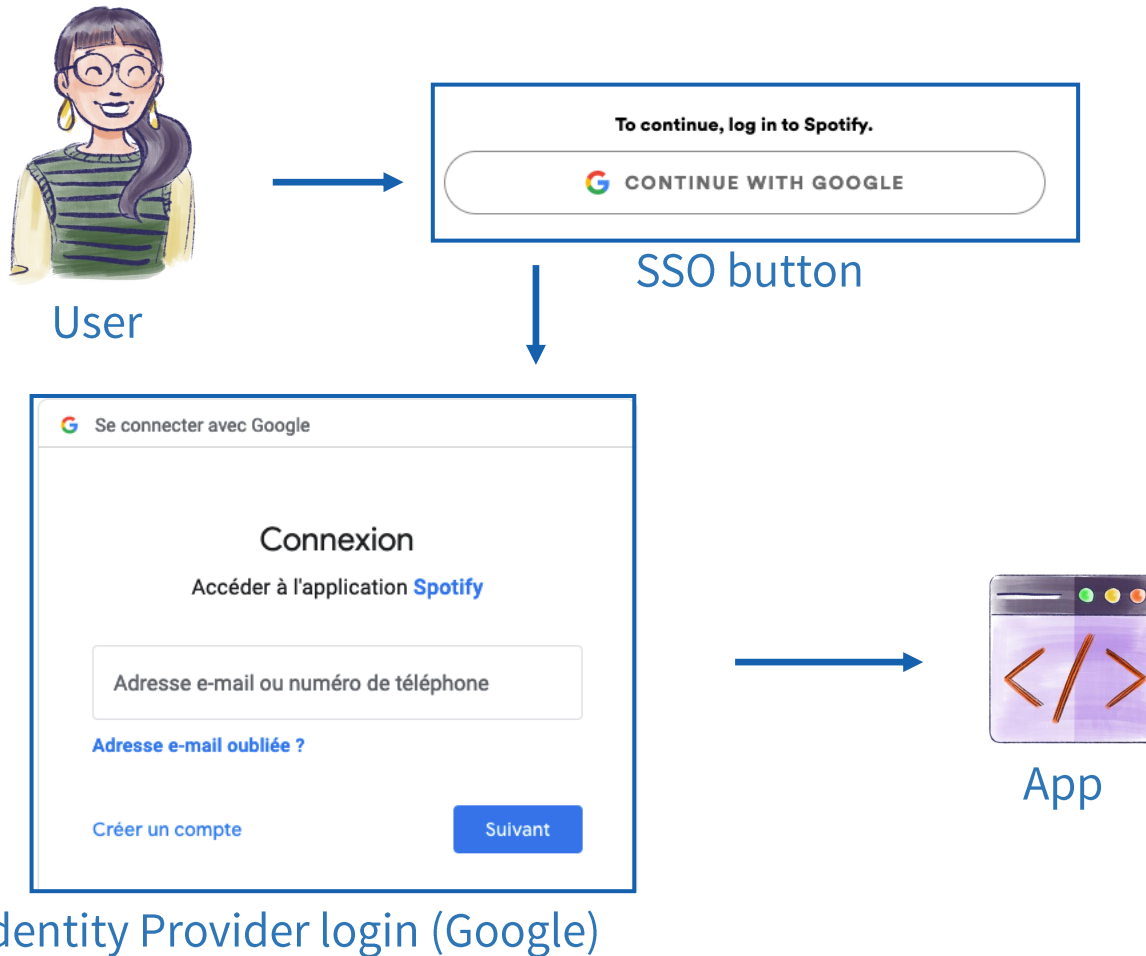 To continue, log in to Spotify.
CONTINUE WITH GOOGLE
SSO button
User
Se connecter avec Google
Connexion
Accéder à l'application Spotify
Adresse e-mail ou numéro de téléphone
Adresse e-mail oubliée ?
Créer un compte
Suivant
</>
App
dentity Provider login (Google)